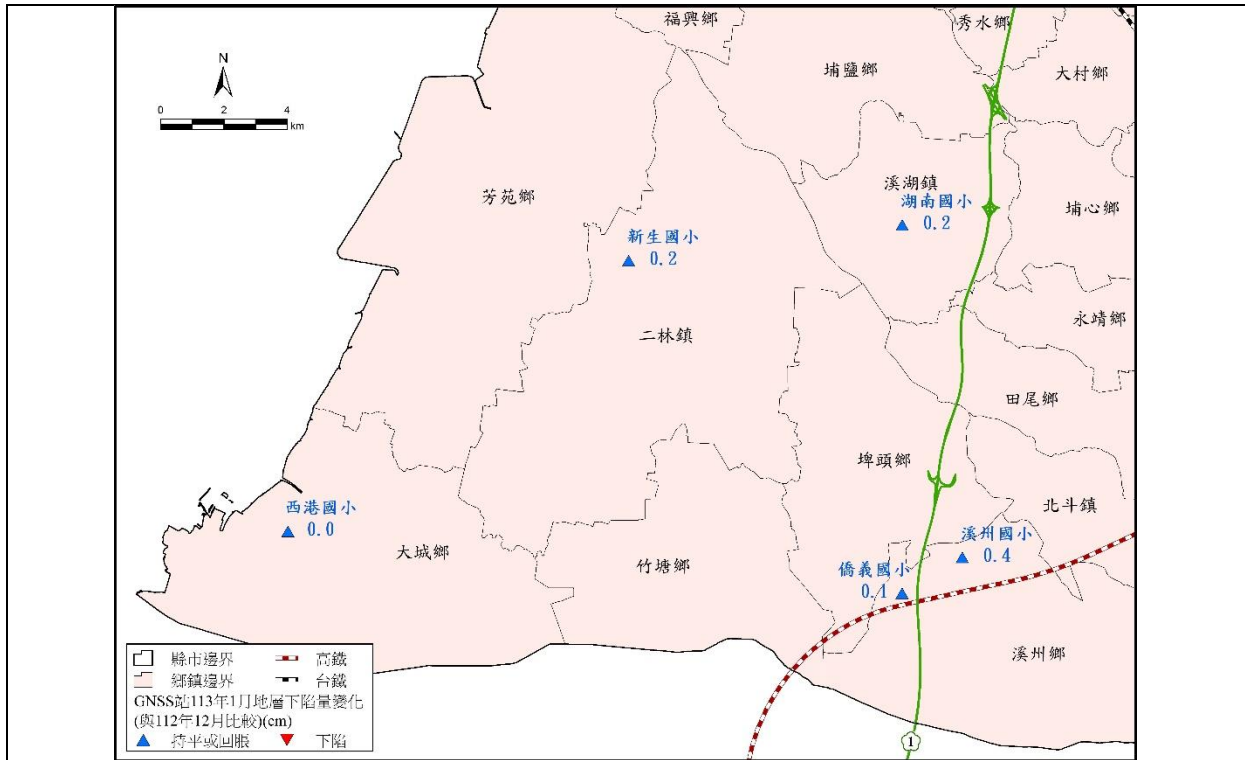 福興鄉
秀水鄉
埔鹽鄉
大村鄉
N
0 2 4
km
芳苑鄉
溪湖鎮
湖南國小
0.2
埔心鄉
新生國小
0.2
永靖鄉
二林鎮
田尾鄉
埤頭鄉
北斗鎮
西港國小
0.0
大城鄉
竹塘鄉
溪州國小
0.4
僑義國小
0.1
溪州鄉
縣市邊界 高鐵
鄉鎮邊界 台鐵
GNSS站113年1月地層下陷量變化
(與112年12月比較)(cm)
持平或回脹 下陷
1